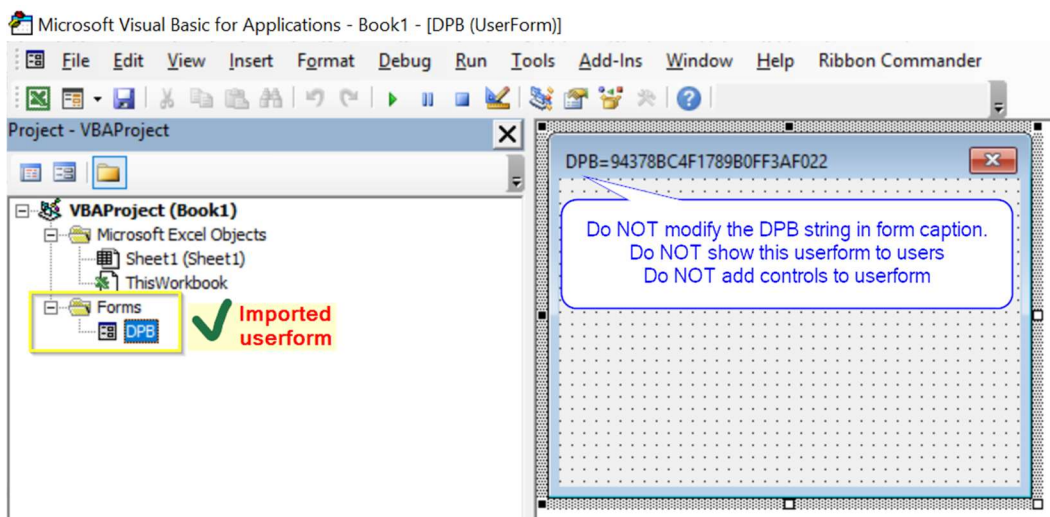 Microsoft Visual Basic for Applications - Book1 - [DPB (UserForm)]
File Edit View Insert Format Debug Run Tools Add-Ins Window Help Ribbon Commander
Project - VBAProject
VBAProject (Book1)
Microsoft Excel Objects
Sheet1 (Sheet1)
ThisWorkbook
Forms
DPB
Imported
userform
DPB=94378BC4F1789B0FF3AF022
Do NOT modify the DPB string in form caption.
Do NOT show this userform to users
Do NOT add controls to userform